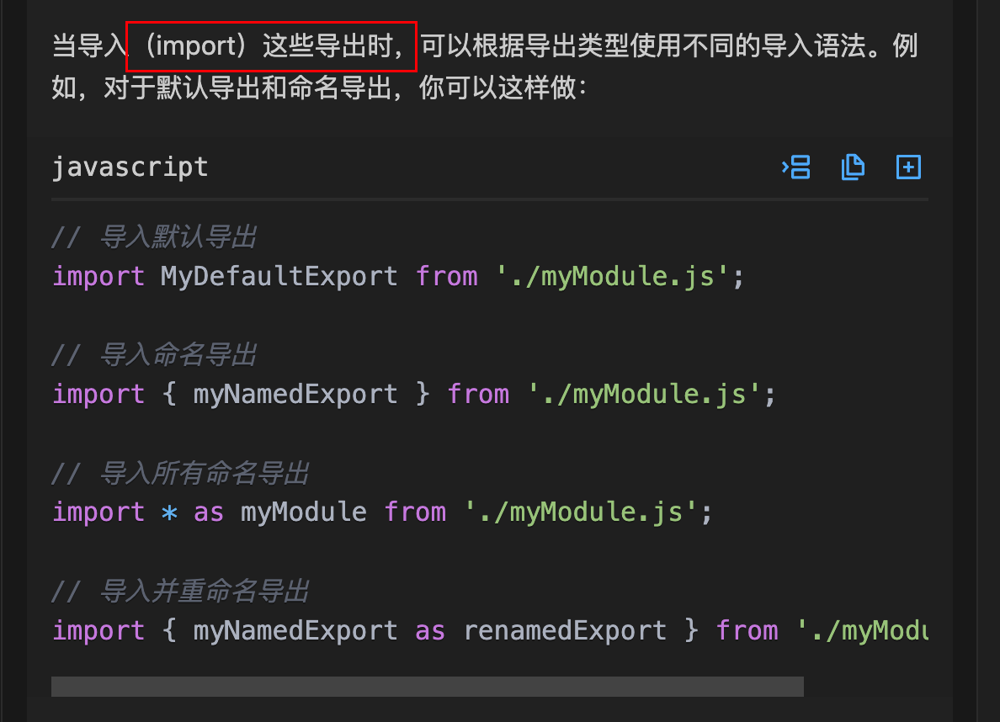 当导入（import）这些导出时，可以根据导出类型使用不同的导入语法。例
如，对于默认导出和命名导出，你可以这样做：
javascript
// 导入默认导出
import MyDefaultExport from './myModule.js';
// 导入命名导出
import { myNamedExport } from './myModule.js';
// 导入所有命名导出
import * as myModule from './myModule.js';
// 导入并重命名导出
import { myNamedExport as renamedExport } from './myModu